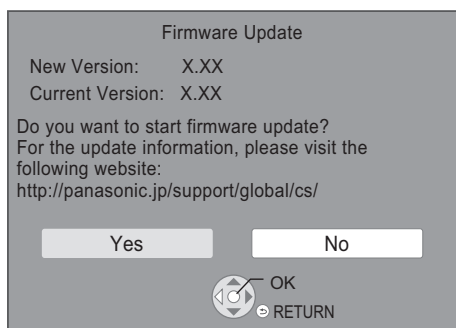 Firmware Update
New Version: X.XX
Current Version: X.XX
Do you want to start firmware update?
For the update information, please visit the
following website:
http://panasonic.jp/support/global/cs/
Yes No
OK
RETURN